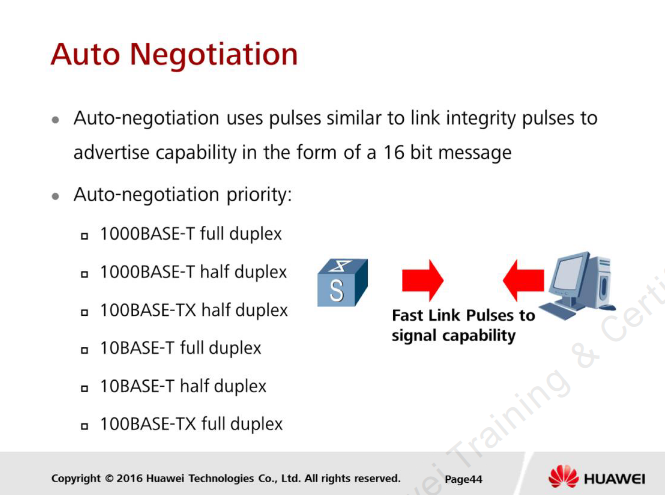 Auto Negotiation
Auto-negotiation uses pulses similar to link integrity pulses to
advertise capability in the form of a 16 bit message
Auto-negotiation priority:
1000BASE-T full duplex
1000BASE-T half duplex
100BASE-TX half duplex
10BASE-T full duplex
10BASE-T half duplex
100BASE-TX full duplex
S
Fast Link Pulses to
signal capability
Training &
Copyright © 2016 Huawei Technologies Co., Ltd. All rights reserved.
Page44
HUAWEI